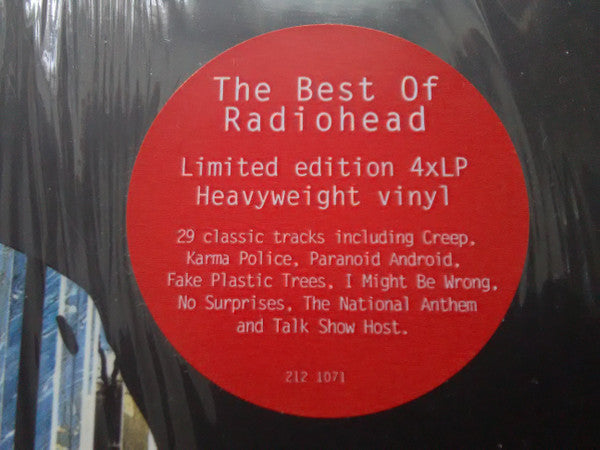 The Best Of
Radiohead
Limited edition 4xLP
Heavyweight vinyl
29 classic tracks including Creep,
Karma Police, Paranoid Android,
Fake Plastic Trees, I Might Be Wrong,
No Surprises, The National Anthem
and Talk Show Host.
212 1071